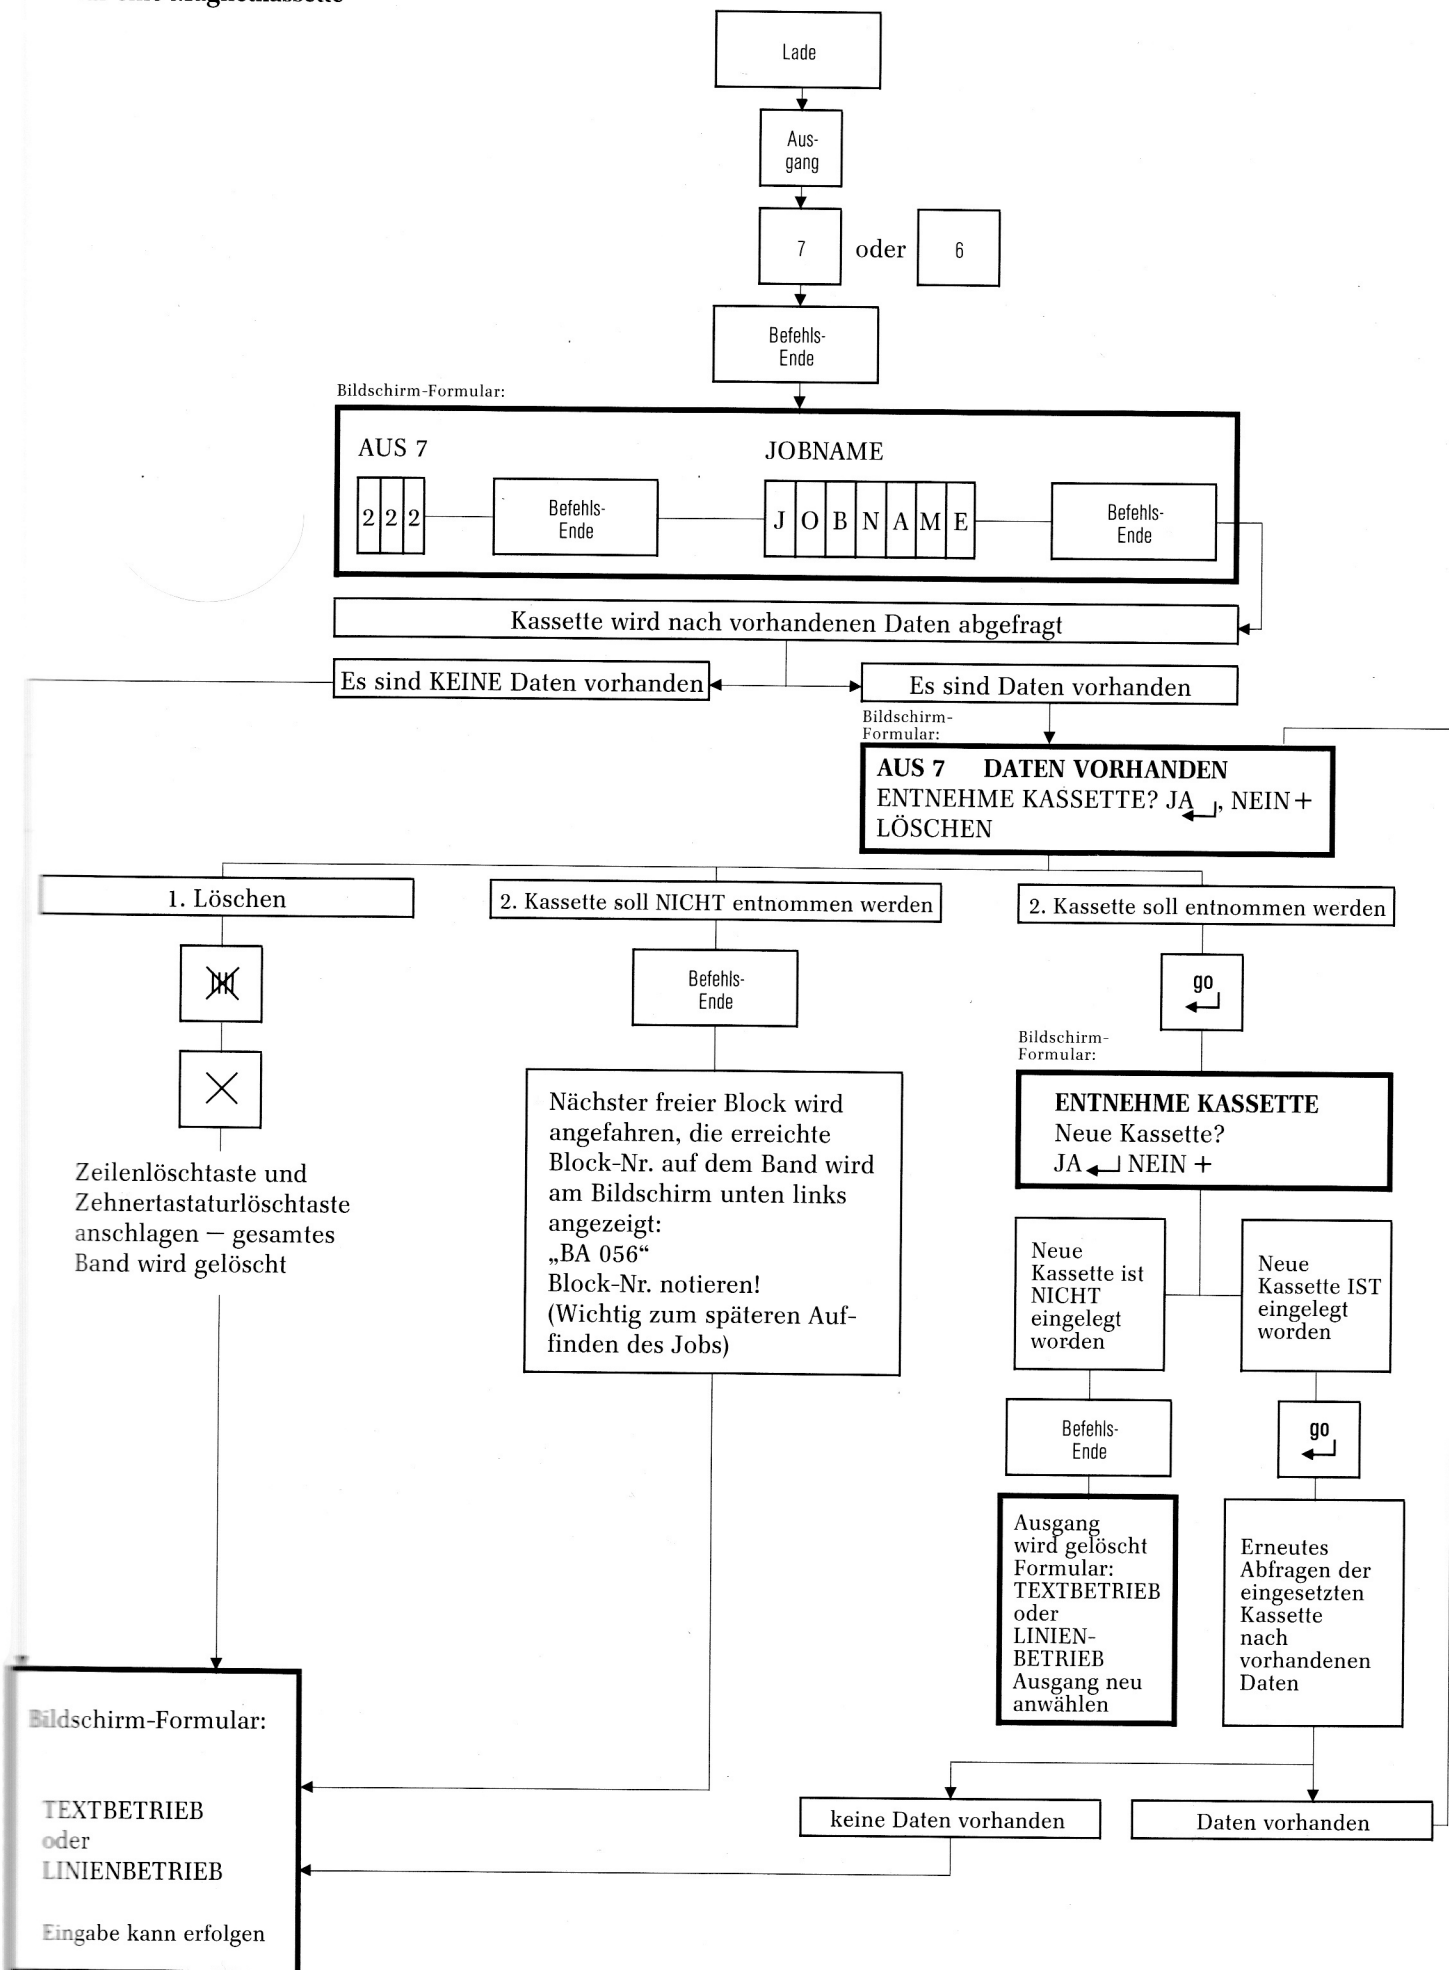 Magnetkassette
Lade
Aus-
gang
7 oder 6
Befehls-
Ende
Bildschirm-Formular:
AUS 7 JOBNAME
2 2 2
Befehls-
Ende
J O B N A M E
Befehls-
Ende
Kassette wird nach vorhandenen Daten abgefragt
Es sind KEINE Daten vorhanden
Es sind Daten vorhanden
Bildschirm-
Formular:
AUS 7 DATEN VORHANDEN
ENTNEHME KASSETTE? JA ↵, NEIN +
LÖSCHEN
1. Löschen
Zeilenlöschtaste und
Zehnertastaturlöschtaste
anschlagen — gesamtes
Band wird gelöscht
2. Kassette soll NICHT entnommen werden
Befehls-
Ende
Nächster freier Block wird
angefahren, die erreichte
Block-Nr. auf dem Band wird
am Bildschirm unten links
angezeigt:
„BA 056“
Block-Nr. notieren!
(Wichtig zum späteren Auf-
finden des Jobs)
2. Kassette soll entnommen werden
go
Bildschirm-
Formular:
ENTNEHME KASSETTE
Neue Kassette?
JA ↵ NEIN +
Neue
Kassette ist
NICHT
eingelegt
worden
Befehls-
Ende
Ausgang
wird gelöscht
Formular:
TEXTBETRIEB
oder
LINIEN-
BETRIEB
Ausgang neu
anwählen
Neue
Kassette IST
eingelegt
worden
go
Erneutes
Abfragen der
eingesetzten
Kassette
nach
vorhandenen
Daten
keine Daten vorhanden
Daten vorhanden
Bildschirm-Formular:
TEXTBETRIEB
oder
LINIENBETRIEB
Eingabe kann erfolgen